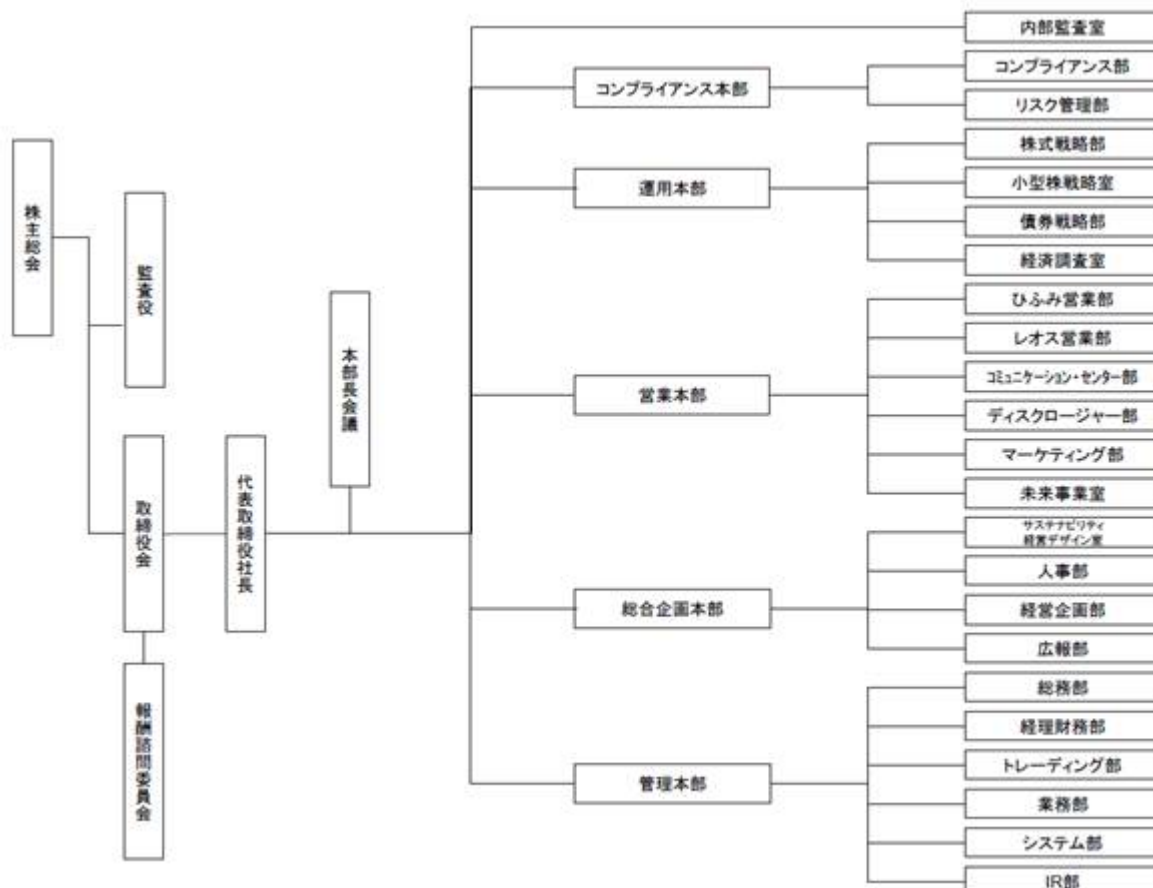 株主総会
監査役
取締役会
報酬諮問委員会
代表取締役社長
本部長会議
内部監査室
コンプライアンス本部
コンプライアンス部
リスク管理部
運用本部
株式戦略部
小型株戦略室
債券戦略部
経済調査室
営業本部
ひふみ営業部
レオス営業部
コミュニケーション・センター部
ディスクロージャー部
マーケティング部
未来事業室
総合企画本部
サステナビリティ
経営デザイン室
人事部
経営企画部
広報部
管理本部
総務部
経理財務部
トレーディング部
業務部
システム部
IR部